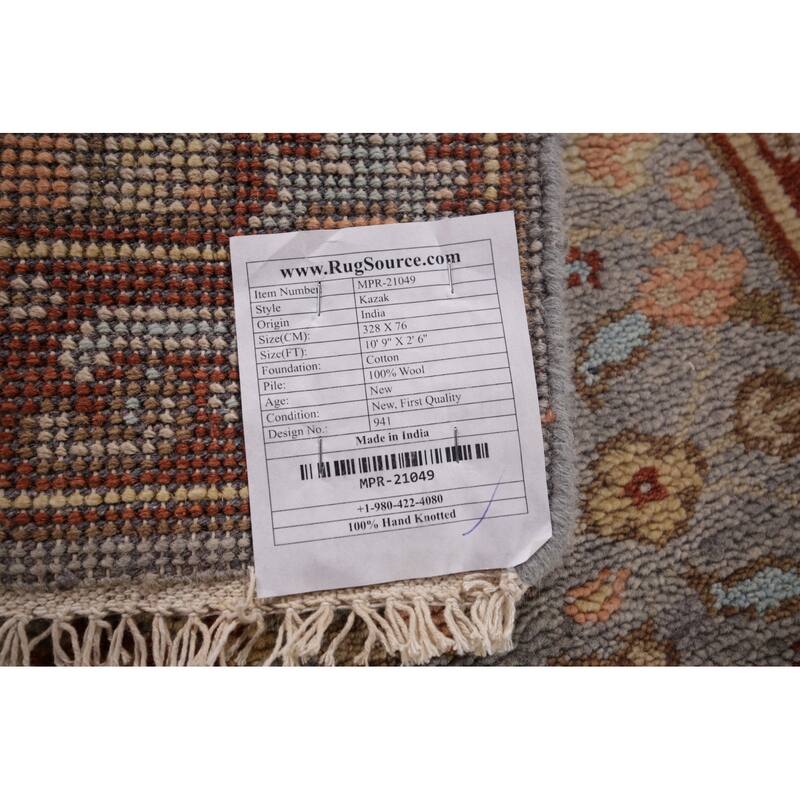 www.RugSource.com
Item Number MPR-21049
Style Kazak
Origin India
Size(CM): 328 X 76
Size(FT): 10' 9" X 2' 6"
Foundation: Cotton
Pile: 100% Wool
Age: New
Condition: New, First Quality
Design No.: 941
Made in India
MPR-21049
+1-980-422-4080
100% Hand Knotted